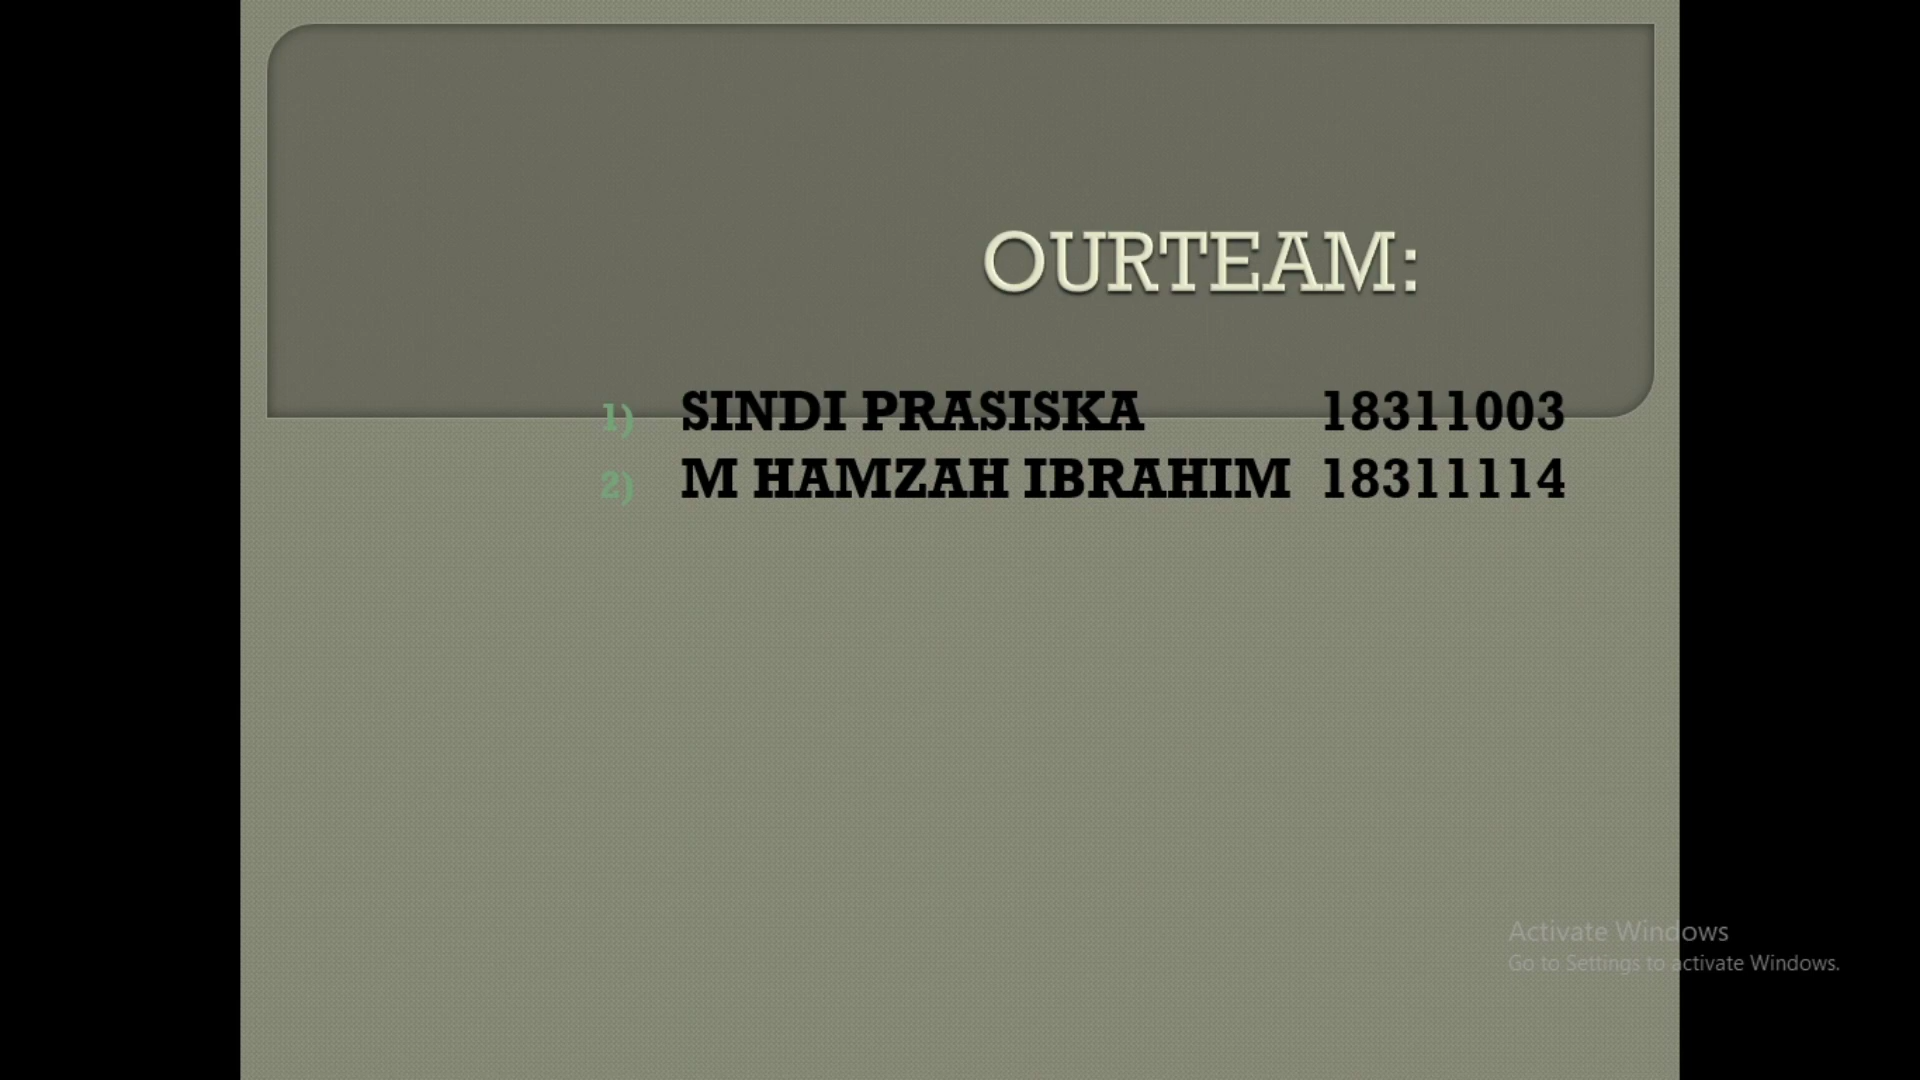 OURTEAM:
1) SINDI PRASISKA 18311003
2) M HAMZAH IBRAHIM 18311114
Activate Windows
Go to Settings to activate Windows.